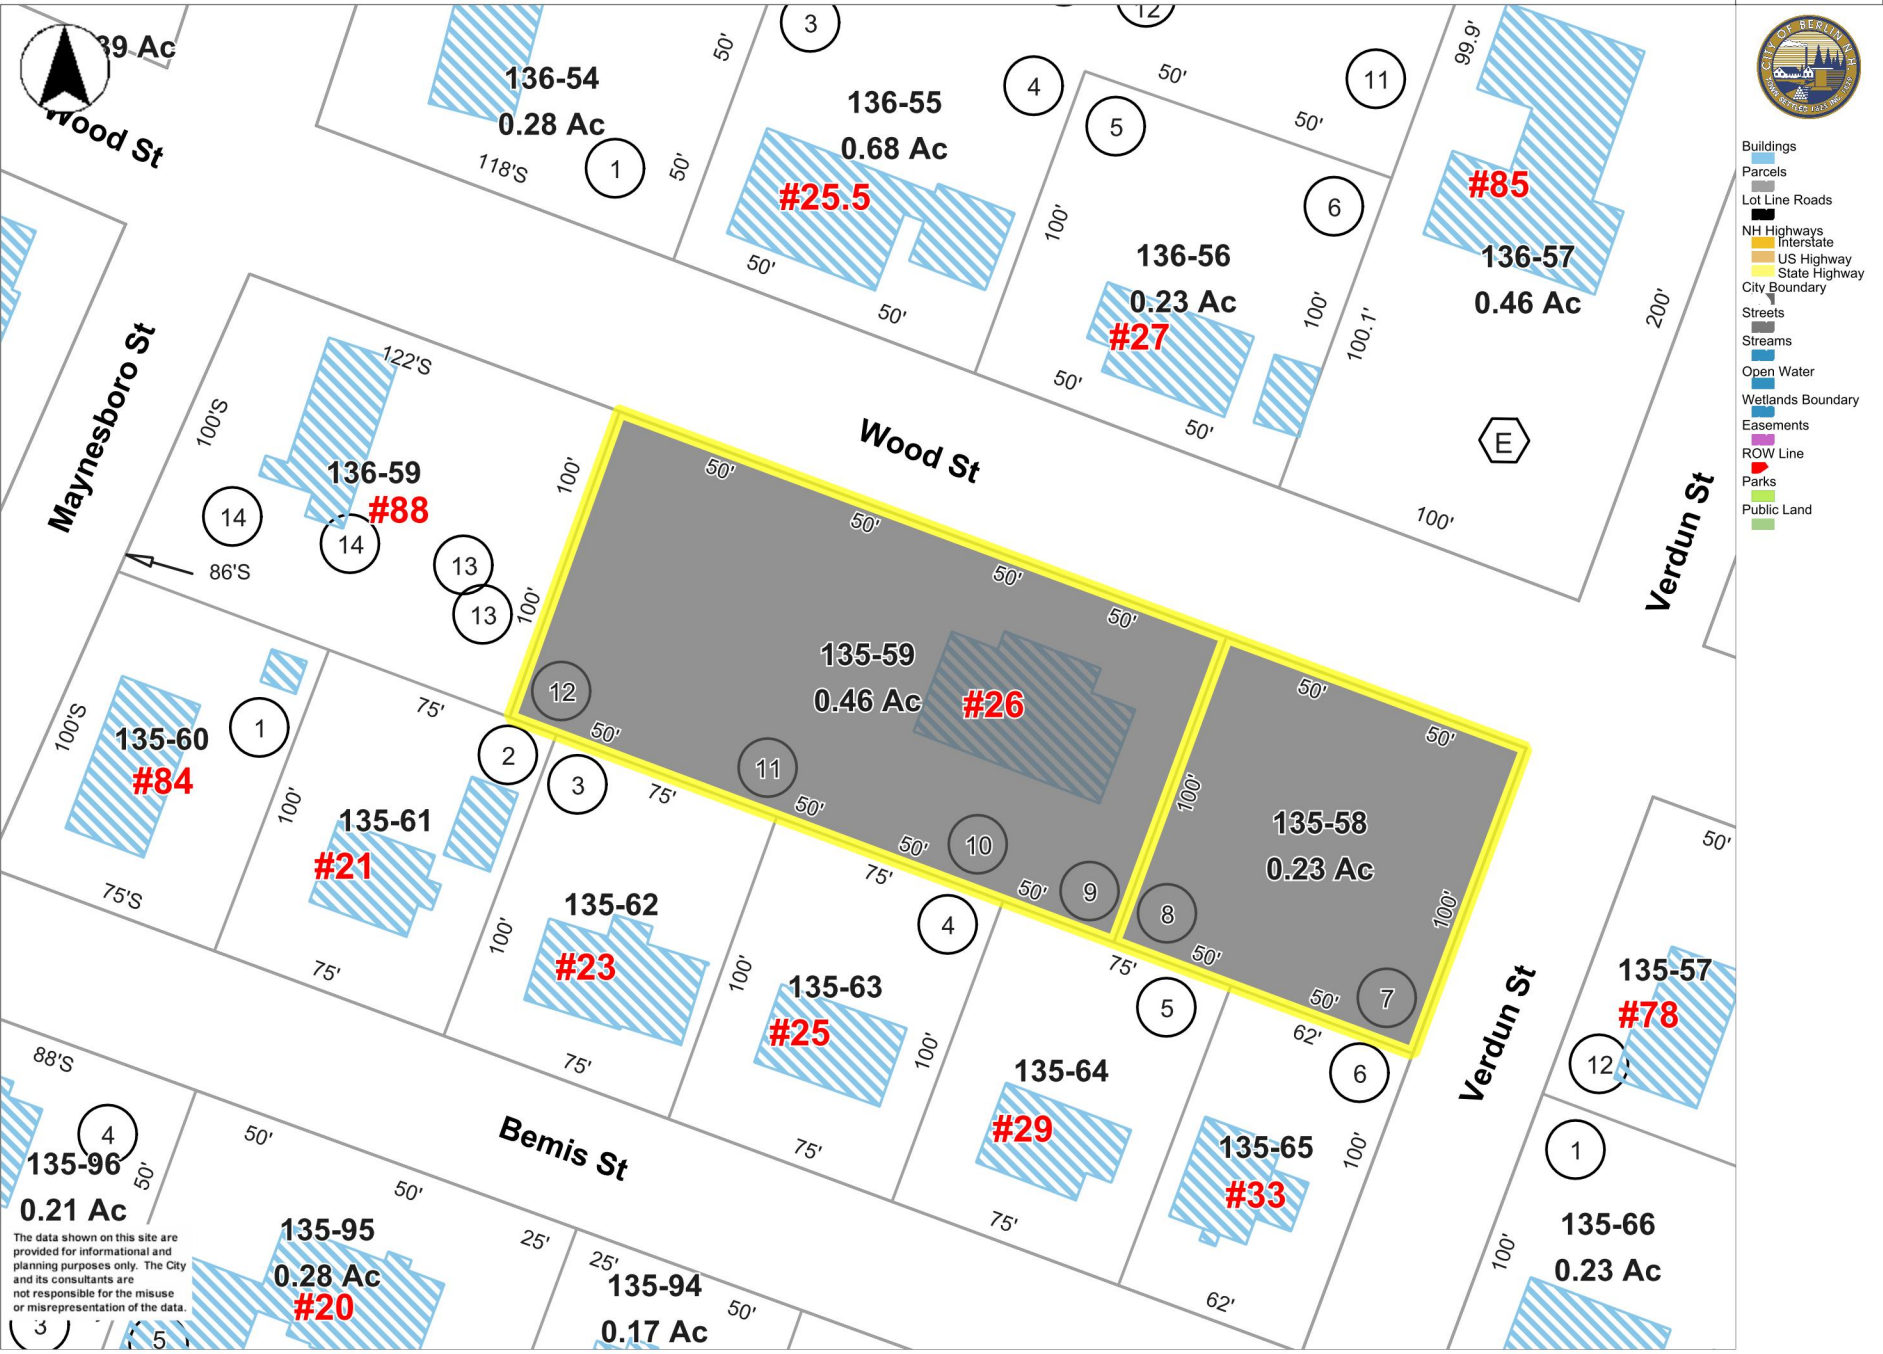 39 Ac
Wood St
136-54
0.28 Ac
118'S
1
50'
50'
3
136-55
0.68 Ac
#25.5
50'
50'
12
4
5
50'
50'
11
6
100'
136-56
0.23 Ac
#27
50'
50'
100'
100.1'
99.9'
#85
136-57
0.46 Ac
200'
E
100'
Verdun St
Maynesboro St
122'S
100'S
136-59
#88
14
14
13
13
86'S
100'
100'
Wood St
50'
50'
50'
50'
135-59
0.46 Ac
#26
12
11
10
9
50'
50'
50'
50'
100'
50'
50'
135-58
0.23 Ac
8
7
50'
50'
100'
Verdun St
100'S
135-60
#84
1
75'S
75'
100'
135-61
#21
2
3
75'
75'
100'
135-62
#23
75'
75'
100'
135-63
#25
4
75'
75'
100'
135-64
#29
5
75'
62'
6
135-65
#33
100'
62'
50'
135-57
#78
12
1
135-66
0.23 Ac
100'
Bemis St
88'S
4
135-96
0.21 Ac
50'
50'
50'
135-95
0.28 Ac
#20
25'
25'
135-94
0.17 Ac
50'
3
5
The data shown on this site are
provided for informational and
planning purposes only. The City
and its consultants are
not responsible for the misuse
or misrepresentation of the data.
CITY OF BERLIN N.H.
Buildings
Parcels
Lot Line Roads
NH Highways
Interstate
US Highway
State Highway
City Boundary
Streets
Streams
Open Water
Wetlands Boundary
Easements
ROW Line
Parks
Public Land